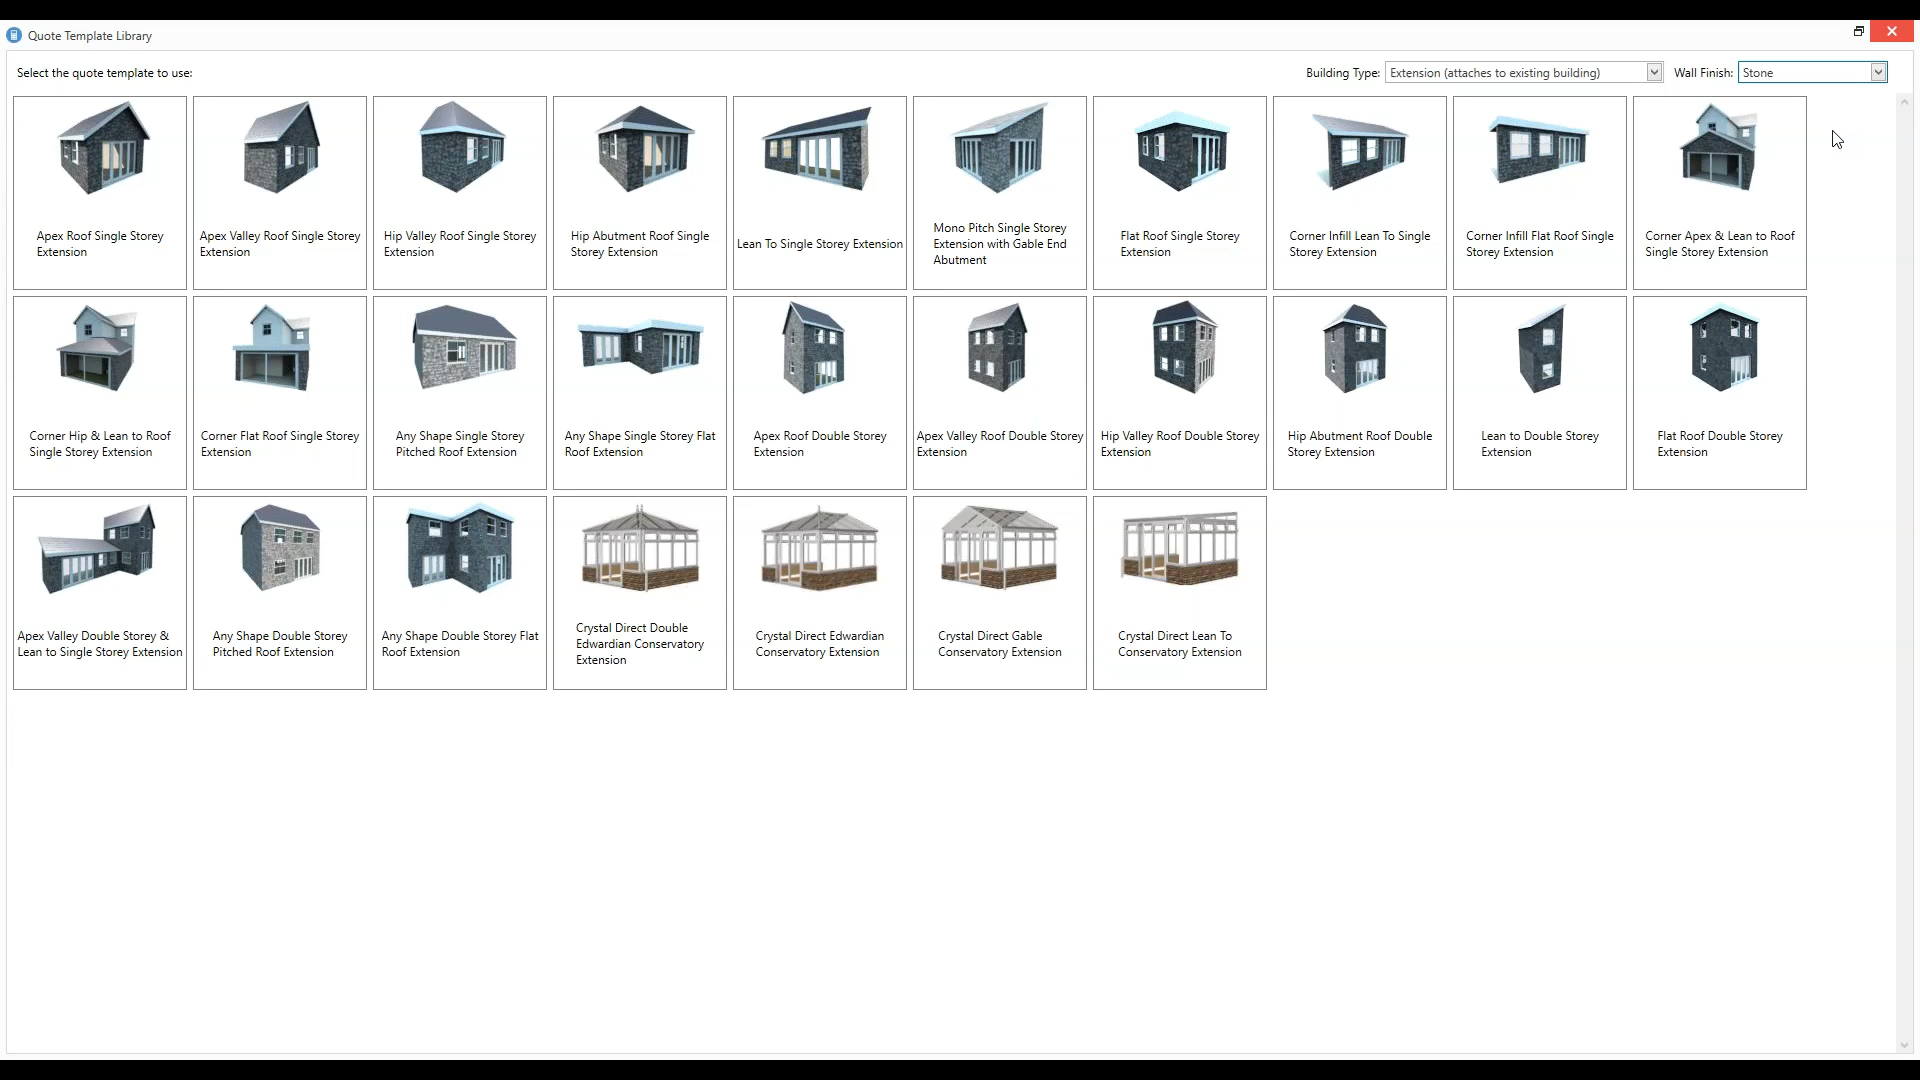 Quote Template Library
Select the quote template to use:
Building Type: Extension (attaches to existing building) Wall Finish: Stone
Apex Roof Single Storey
Extension
Apex Valley Roof Single Storey
Extension
Hip Valley Roof Single Storey
Extension
Hip Abutment Roof Single
Storey Extension
Lean To Single Storey Extension
Mono Pitch Single Storey
Extension with Gable End
Abutment
Flat Roof Single Storey
Extension
Corner Infill Lean To Single
Storey Extension
Corner Infill Flat Roof Single
Storey Extension
Corner Apex & Lean to Roof
Single Storey Extension
Corner Hip & Lean to Roof
Single Storey Extension
Corner Flat Roof Single Storey
Extension
Any Shape Single Storey
Pitched Roof Extension
Any Shape Single Storey Flat
Roof Extension
Apex Roof Double Storey
Extension
Apex Valley Roof Double Storey
Extension
Hip Valley Roof Double Storey
Extension
Hip Abutment Roof Double
Storey Extension
Lean to Double Storey
Extension
Flat Roof Double Storey
Extension
Apex Valley Double Storey &
Lean to Single Storey Extension
Any Shape Double Storey
Pitched Roof Extension
Any Shape Double Storey Flat
Roof Extension
Crystal Direct Double
Edwardian Conservatory
Extension
Crystal Direct Edwardian
Conservatory Extension
Crystal Direct Gable
Conservatory Extension
Crystal Direct Lean To
Conservatory Extension